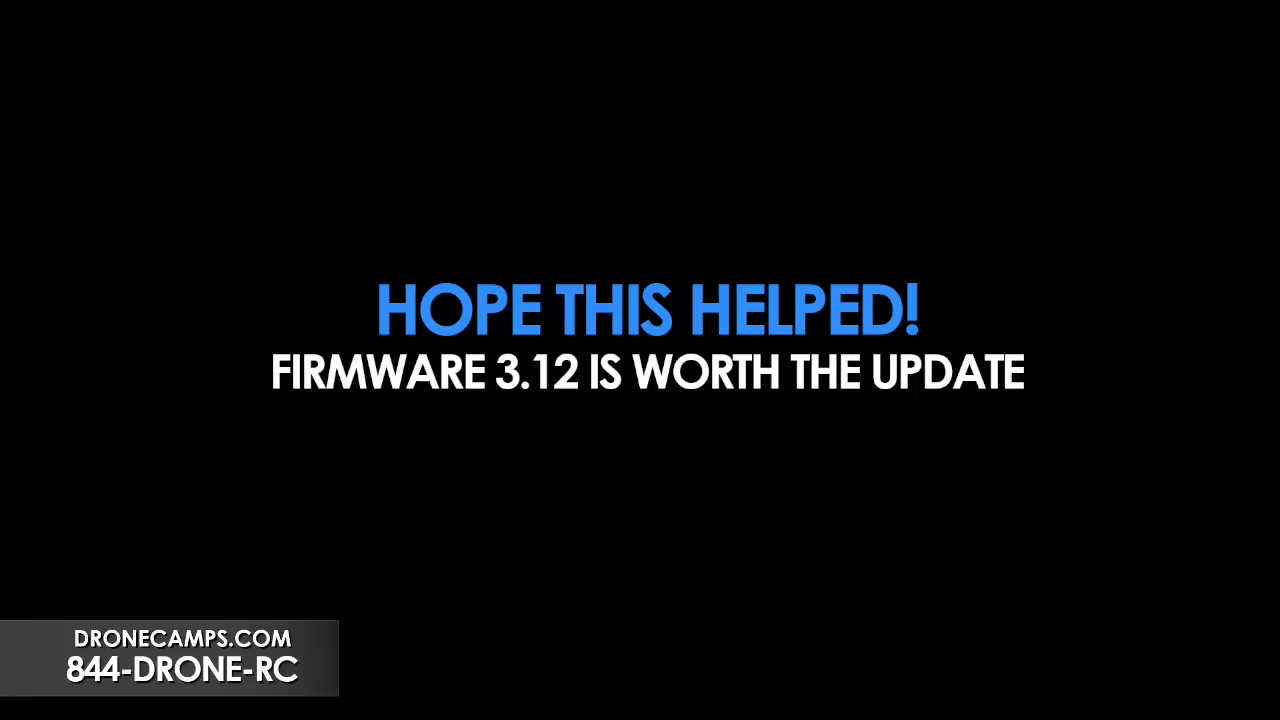 HOPE THIS HELPED!
FIRMWARE 3.12 IS WORTH THE UPDATE
DRONECAMPS.COM
844-DRONE-RC